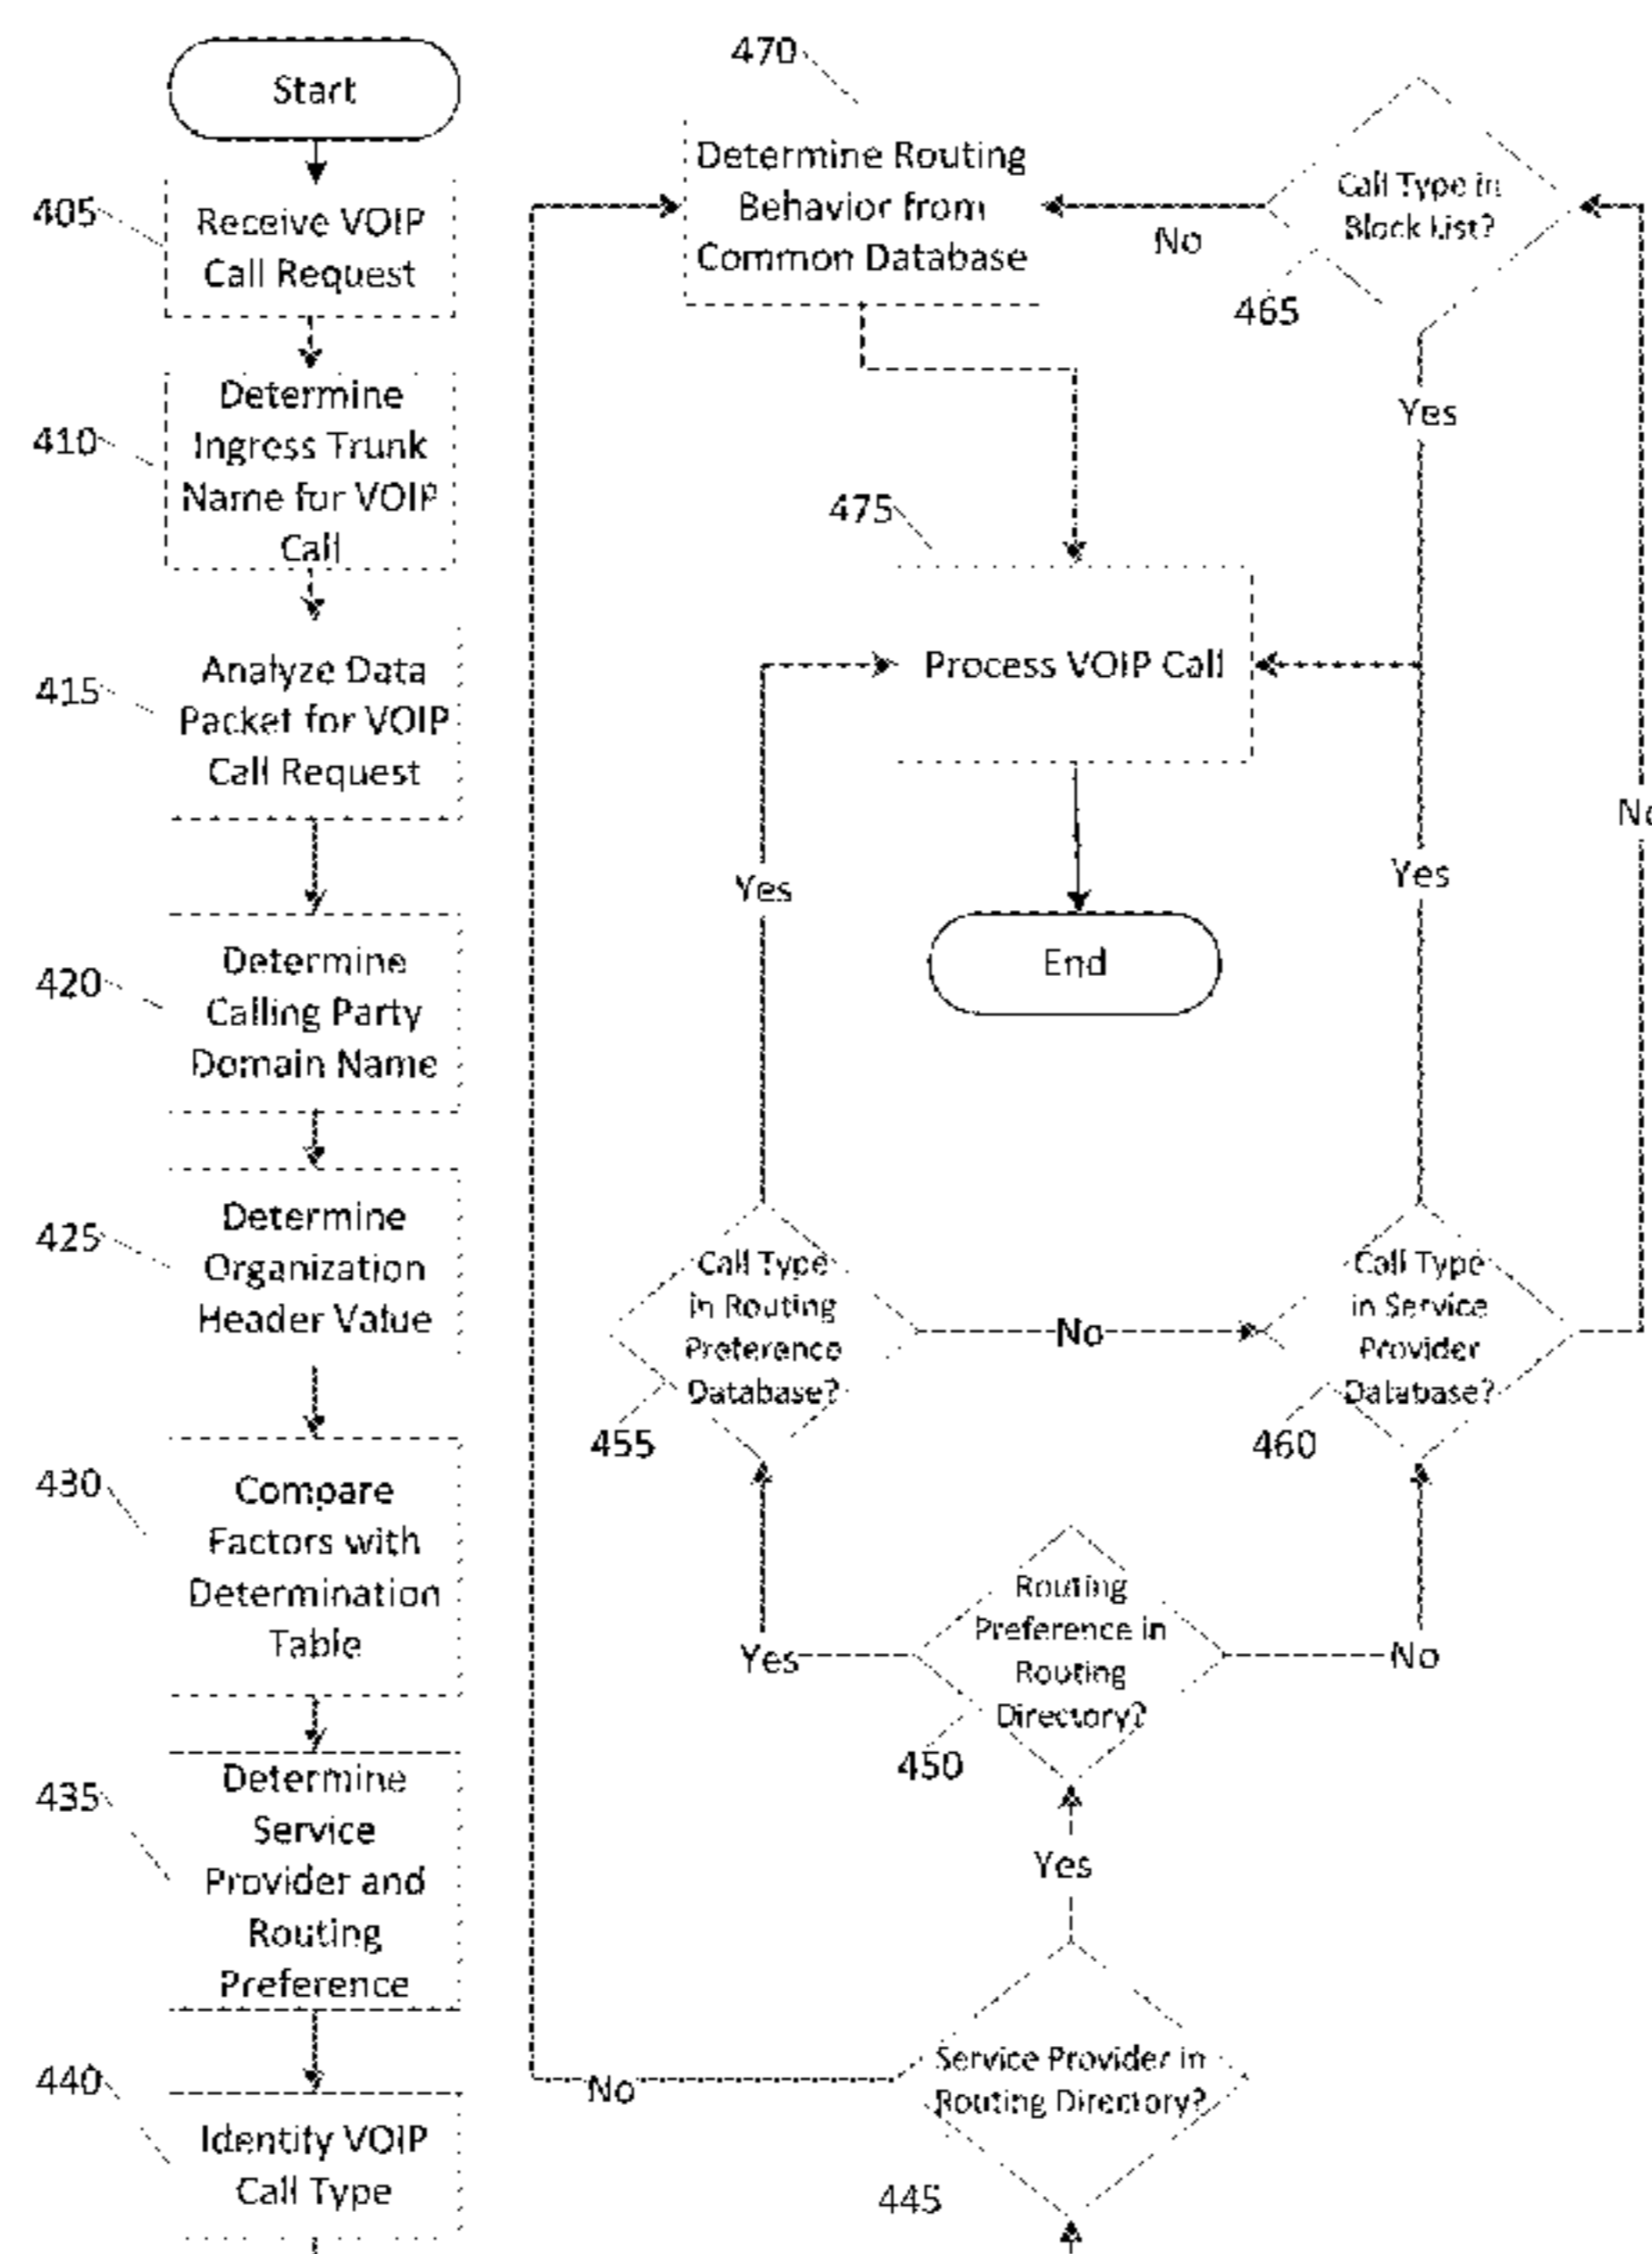 Start
405
Receive VOIP
Call Request
410
Determine
Ingress Trunk
Name for VOIP
Call
415
Analyze Data
Packet for VOIP
Call Request
420
Determine
Calling Party
Domain Name
425
Determine
Organization
Header Value
430
Compare
Factors with
Determination
Table
435
Determine
Service
Provider and
Routing
Preference
440
Identify VOIP
Call Type
470
Determine Routing
Behavior from
Common Database
No
Call Type in
Block List?
465
Yes
475
Process VOIP Call
Yes
Yes
No
End
Call Type
in Routing
Preference
Database?
455
No
Call Type
in Service
Provider
Database?
460
Yes
Routing
Preference in
Routing
Directory?
450
No
Yes
No
Service Provider in
Routing Directory?
445